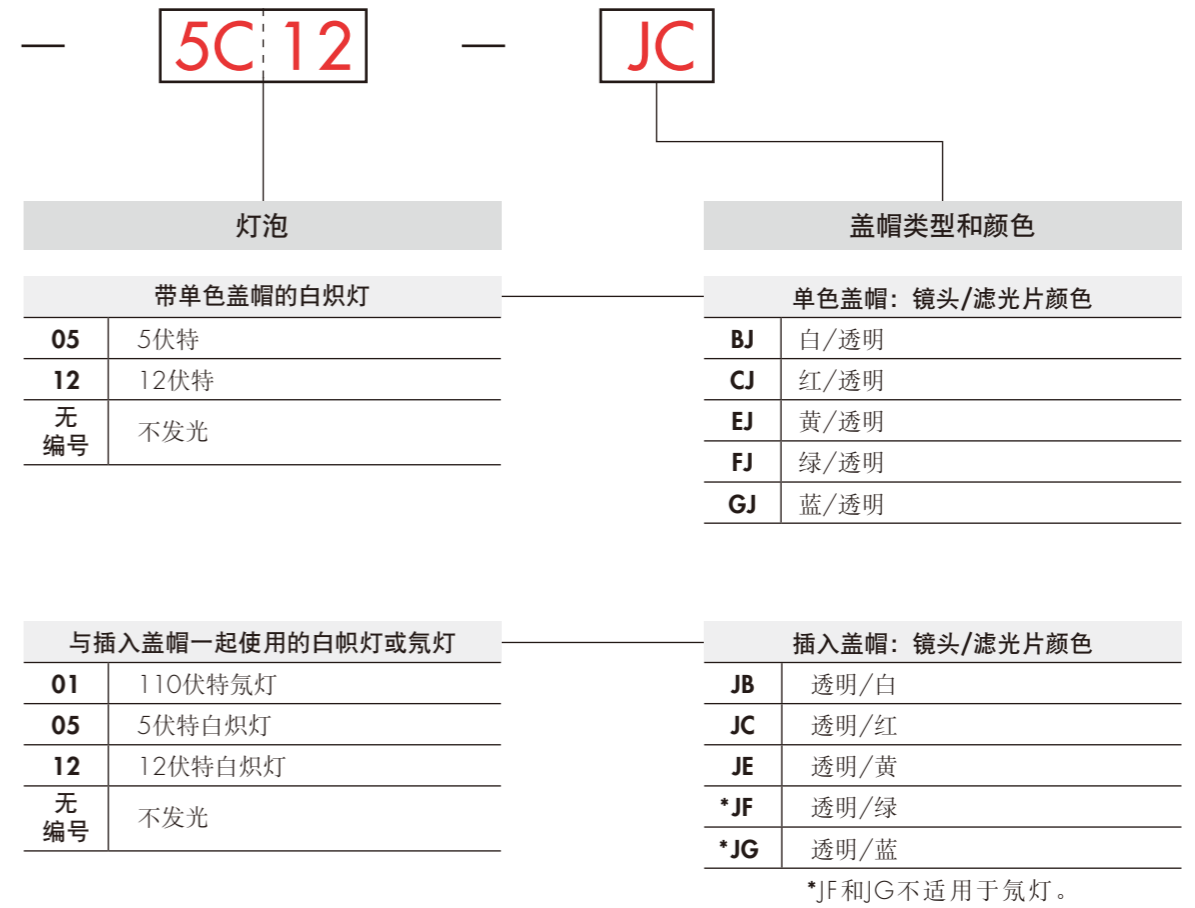 — 5C 12 — JC
灯泡
带单色盖帽的白炽灯
05 5伏特
12 12伏特
无
编号 不发光
盖帽类型和颜色
单色盖帽：镜头/滤光片颜色
BJ 白/透明
CJ 红/透明
EJ 黄/透明
FJ 绿/透明
GJ 蓝/透明
与插入盖帽一起使用的白帜灯或氖灯
01 110伏特氖灯
05 5伏特白炽灯
12 12伏特白炽灯
无
编号 不发光
插入盖帽：镜头/滤光片颜色
JB 透明/白
JC 透明/红
JE 透明/黄
*JF 透明/绿
*JG 透明/蓝
*JF和JG不适用于氖灯。